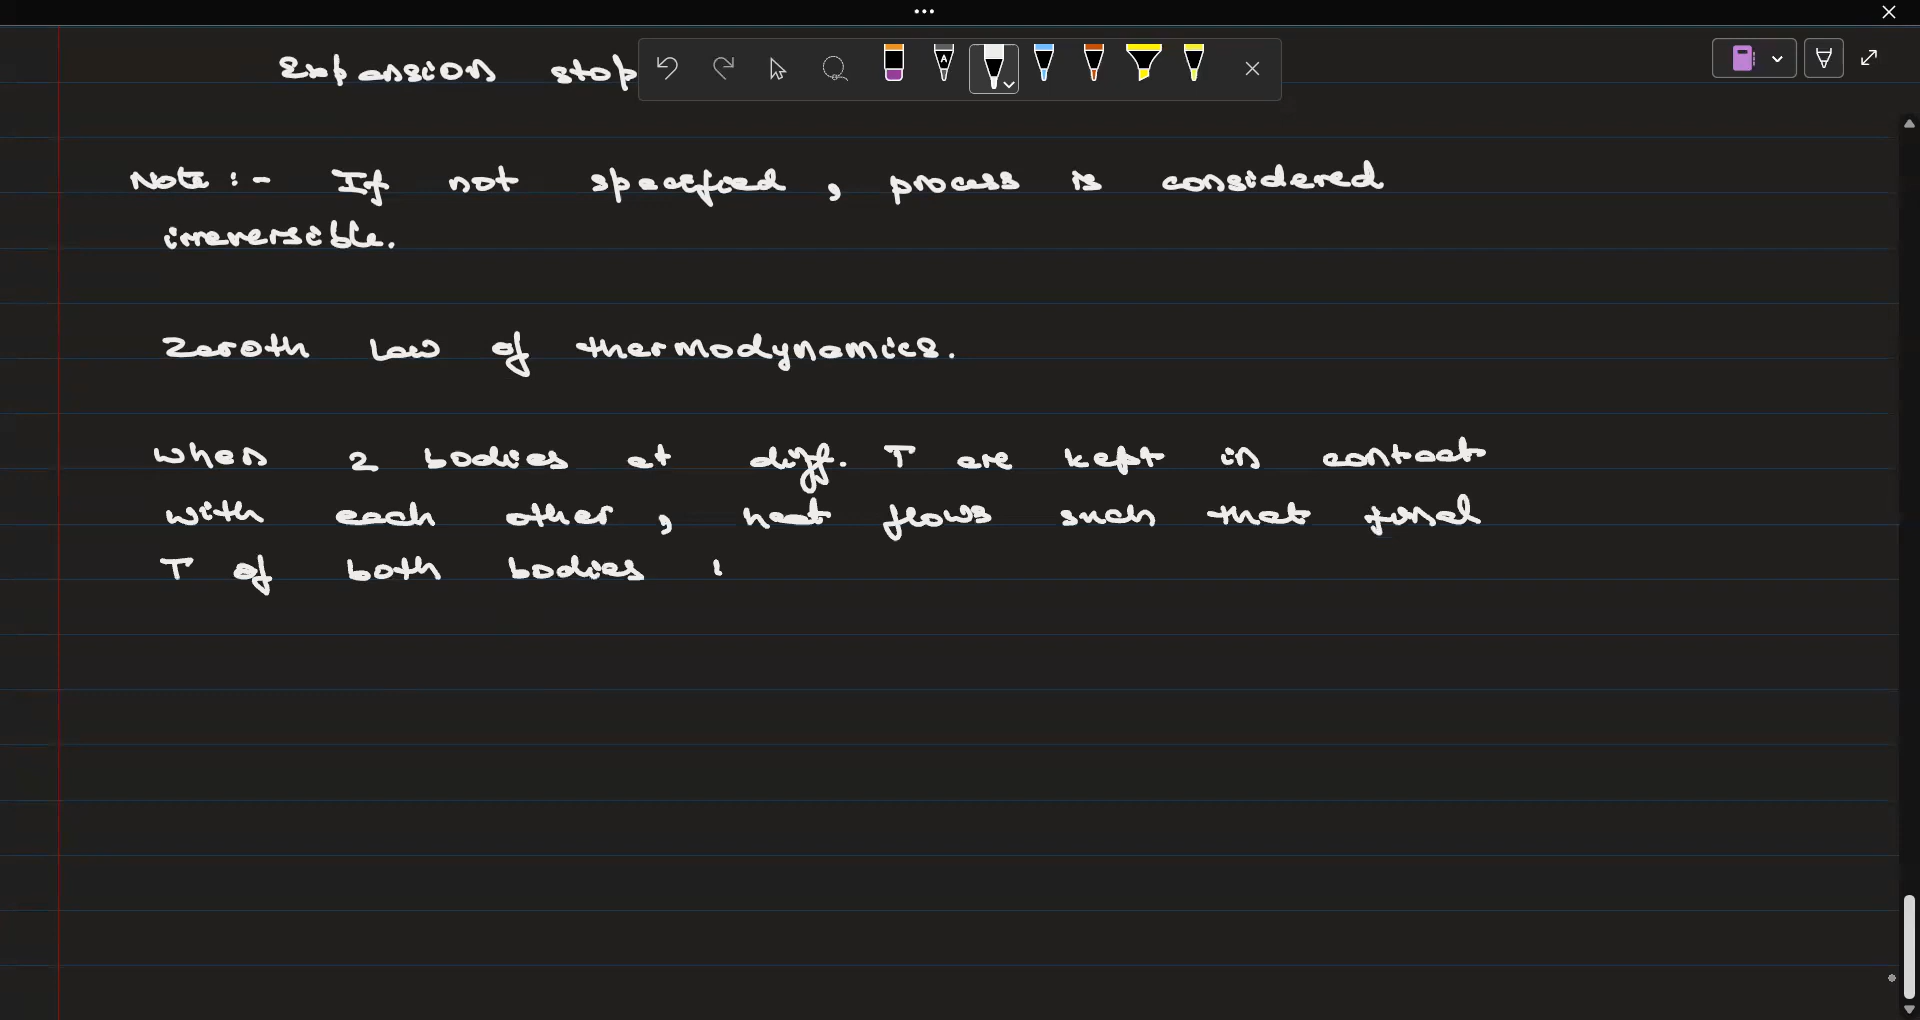 Expansion stop
Note :- If not specified , process is considered
irreversible.
Zeroth Law of thermodynamics.
When 2 bodies at diff. T are kept in contact
with each other , heat flows such that final
T of both bodies